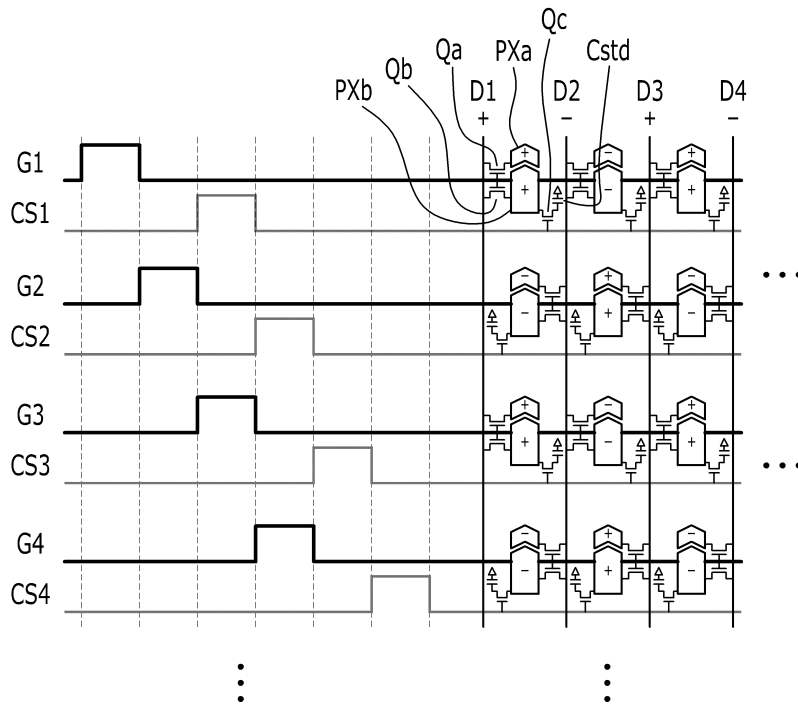 Qc
Qa PXa Cstd
Qb
PXb D1 D2 D3 D4
+ − + −
G1 + − +
CS1 + − +
G2 − + −
CS2 − + −
G3 + − +
CS3 + − +
G4 − + −
CS4 − + −